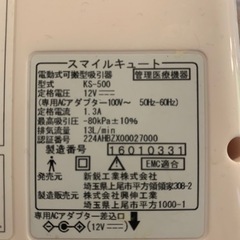 スマイルキュート
電動式可搬型吸引器 管理医療機器
型式 KS-500
定格電圧 12V⎓
(専用ACアダプター100V～ 50Hz-60Hz)
定格電流 1.3A
最高吸引圧 -80kPa±10%
排気流量 13L/min
224AHBZX00027000
製造番号 16010331
EMC適合
発売元 新鋭工業株式会社
埼玉県上尾市平方領領家308-2
製造販売元 株式会社興伸工業
埼玉県上尾市平方1000-1
専用ACアダプター差込口
(12V⎓)